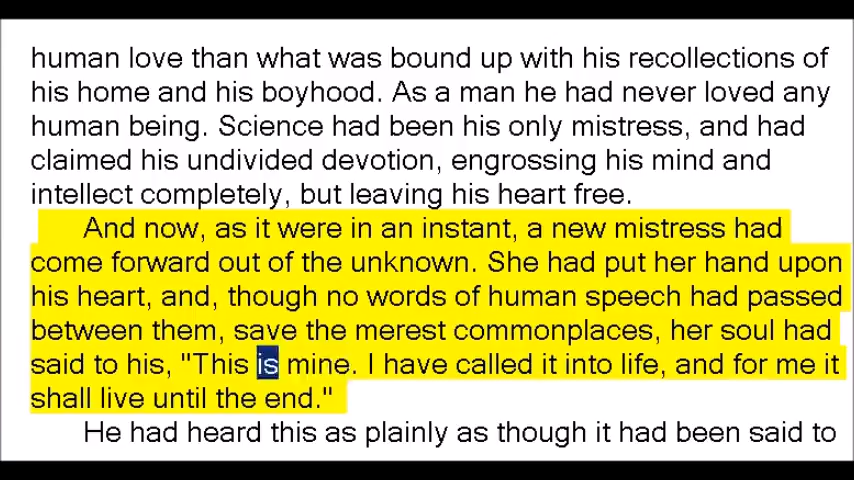 human love than what was bound up with his recollections of
his home and his boyhood. As a man he had never loved any
human being. Science had been his only mistress, and had
claimed his undivided devotion, engrossing his mind and
intellect completely, but leaving his heart free.
And now, as it were in an instant, a new mistress had
come forward out of the unknown. She had put her hand upon
his heart, and, though no words of human speech had passed
between them, save the merest commonplaces, her soul had
said to his, "This is mine. I have called it into life, and for me it
shall live until the end."
He had heard this as plainly as though it had been said to